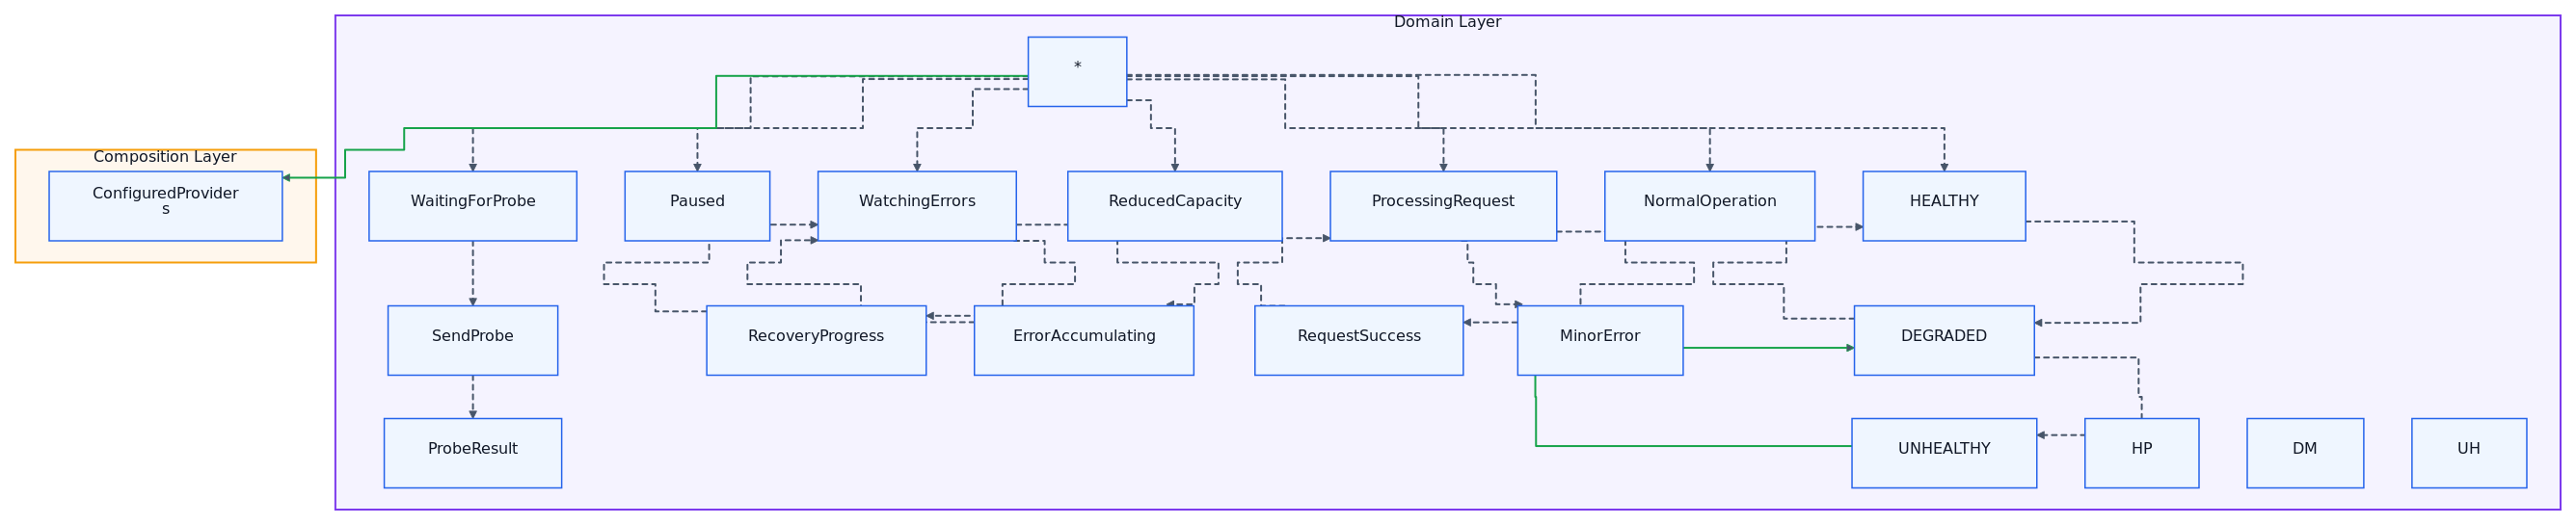 Domain Layer
*
Composition Layer
ConfiguredProvider
s
WaitingForProbe
Paused
WatchingErrors
ReducedCapacity
ProcessingRequest
NormalOperation
HEALTHY
SendProbe
RecoveryProgress
ErrorAccumulating
RequestSuccess
MinorError
DEGRADED
ProbeResult
UNHEALTHY
HP
DM
UH